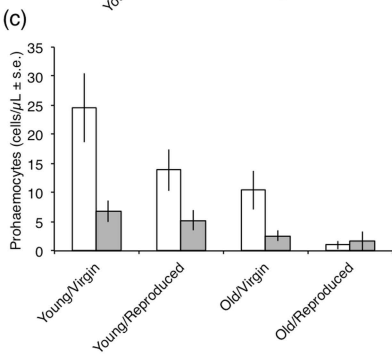 You
(c)
Prohaemocytes (cells/µL ± s.e.)
35
30
25
20
15
10
5
0
Young/Virgin
Young/Reproduced
Old/Virgin
Old/Reproduced